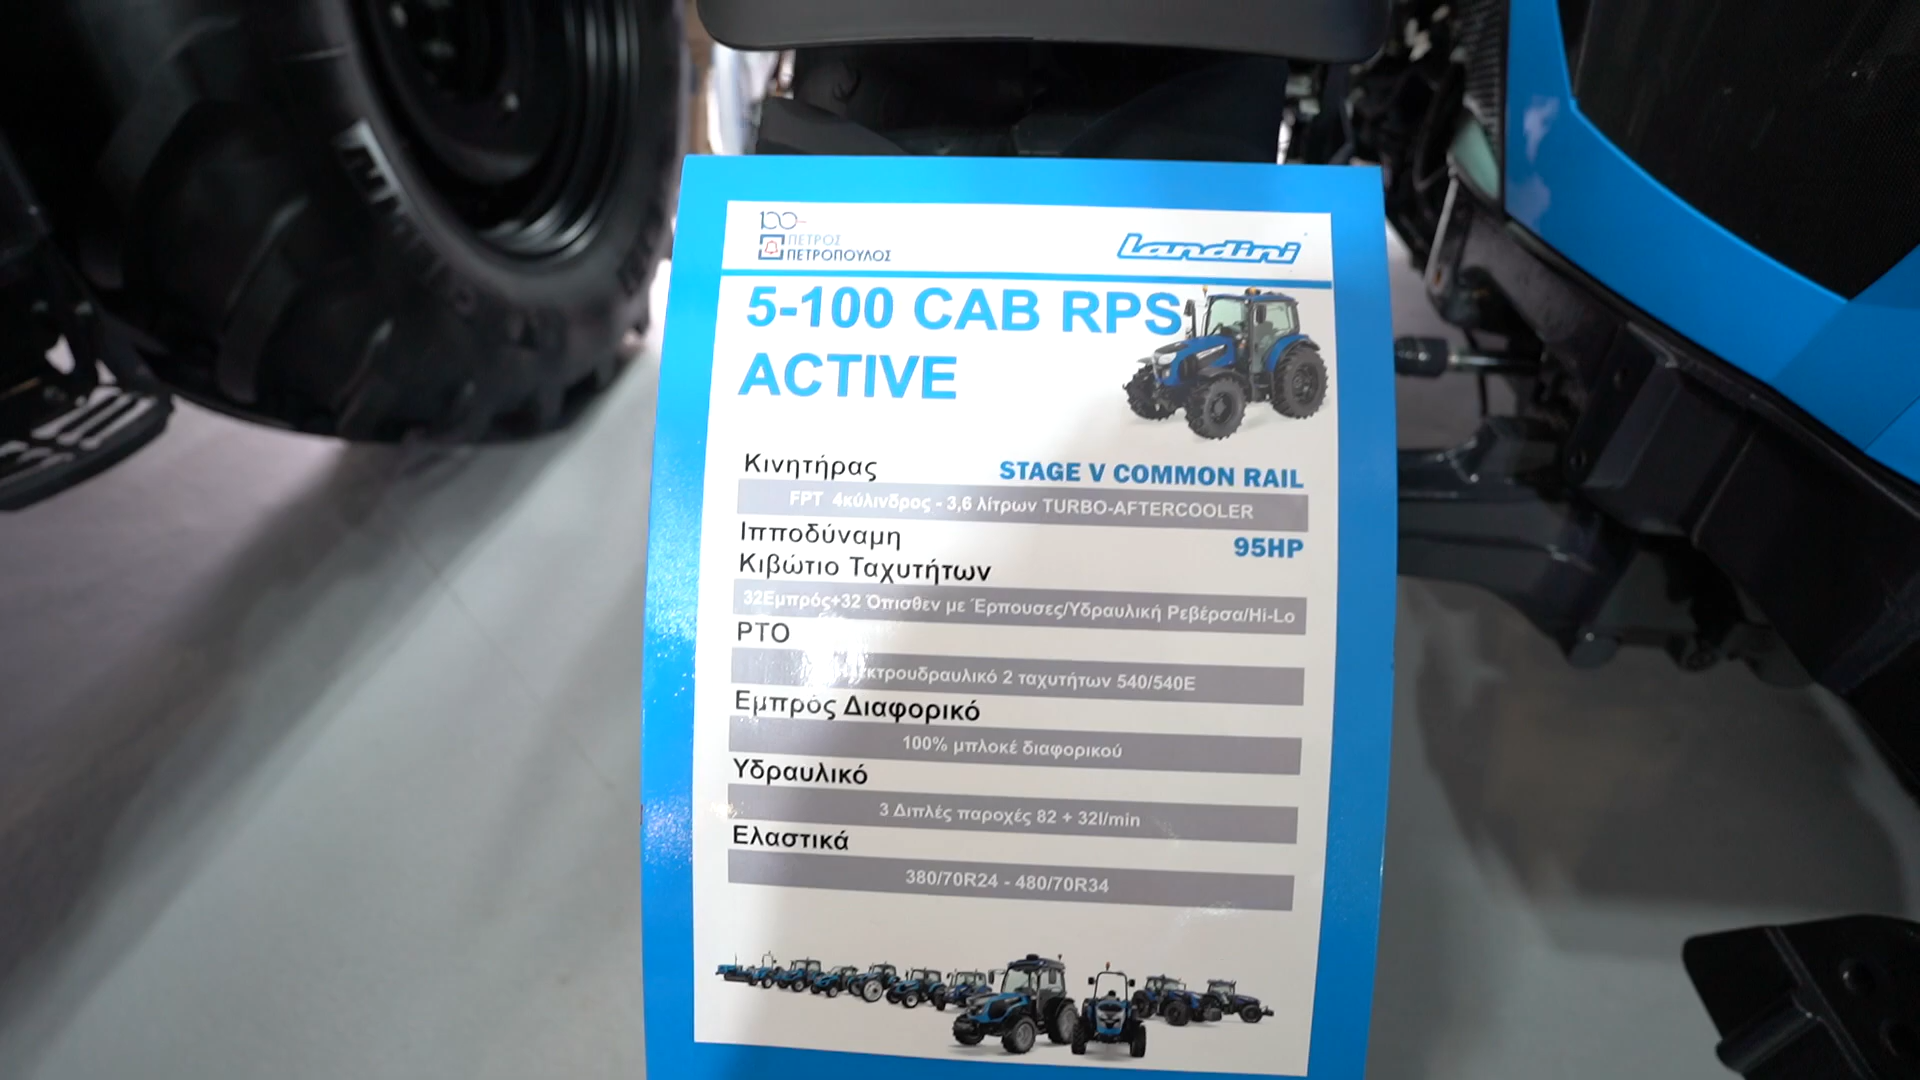 100
ΠΕΤΡΟΣ
ΠΕΤΡΟΠΟΥΛΟΣ
Landini
5-100 CAB RPS
ACTIVE
Κινητήρας STAGE V COMMON RAIL
FPT 4κύλινδρος - 3,6 λίτρων TURBO-AFTERCOOLER
Ιπποδύναμη 95HP
Κιβώτιο Ταχυτήτων
32Εμπρός+32 Όπισθεν με Έρπουσες/Υδραυλική Ρεβέρσα/Hi-Lo
PTO
2 ταχυτήτων 540/540E
Εμπρός Διαφορικό
100% μπλοκέ διαφορικού
Υδραυλικό
3 Διπλές παροχές 82 + 32l/min
Ελαστικά
380/70R24 - 480/70R34